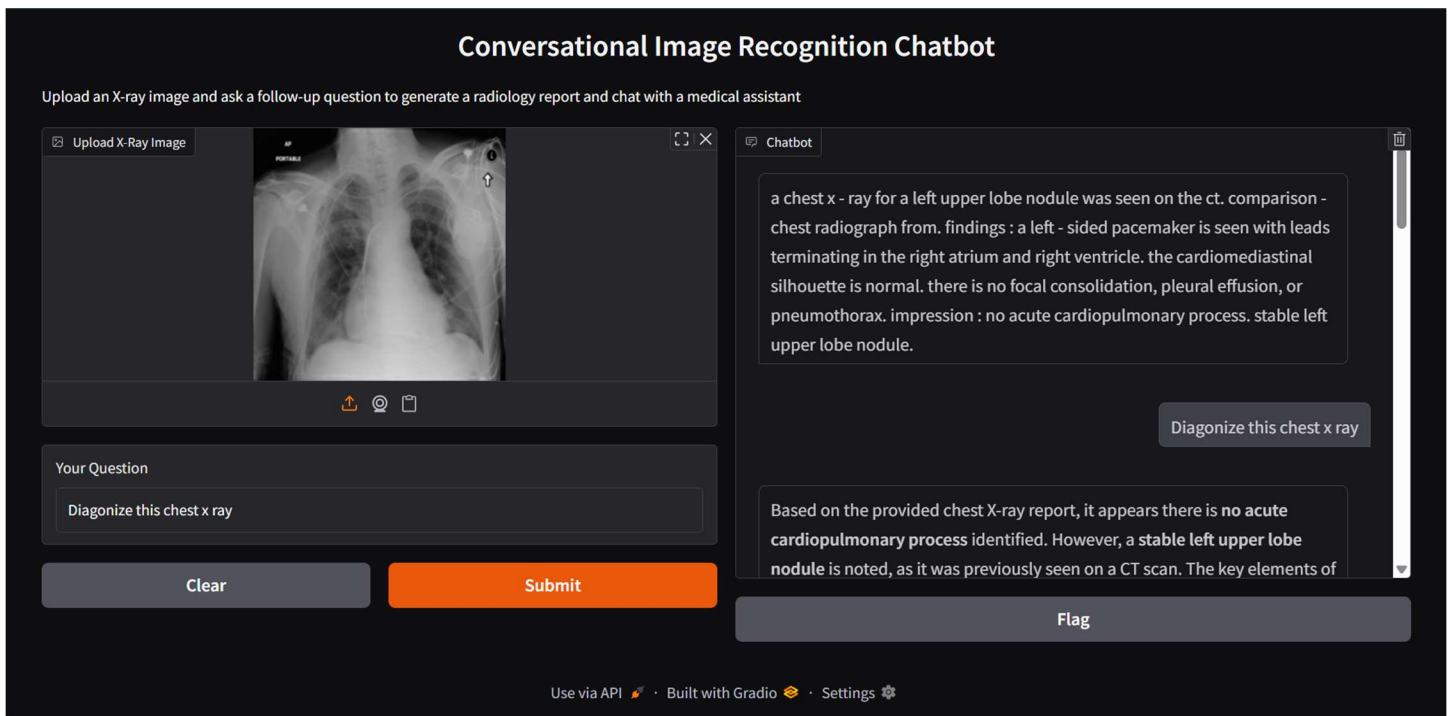 Conversational Image Recognition Chatbot
Upload an X-ray image and ask a follow-up question to generate a radiology report and chat with a medical assistant
Upload X-Ray Image
AP
PORTABLE
Your Question
Diagonize this chest x ray
Clear
Submit
Chatbot
a chest x - ray for a left upper lobe nodule was seen on the ct. comparison -
chest radiograph from. findings : a left - sided pacemaker is seen with leads
terminating in the right atrium and right ventricle. the cardiomediastinal
silhouette is normal. there is no focal consolidation, pleural effusion, or
pneumothorax. impression : no acute cardiopulmonary process. stable left
upper lobe nodule.
Diagonize this chest x ray
Based on the provided chest X-ray report, it appears there is no acute
cardiopulmonary process identified. However, a stable left upper lobe
nodule is noted, as it was previously seen on a CT scan. The key elements of
Flag
Use via API · Built with Gradio · Settings